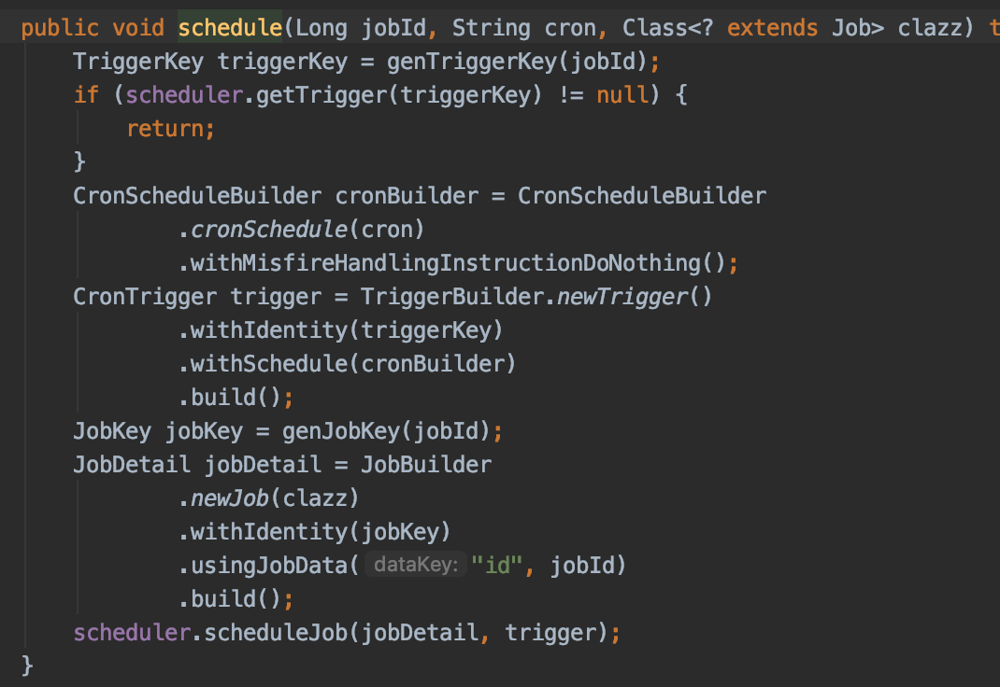 public void schedule(Long jobId, String cron, Class<? extends Job> clazz) t
TriggerKey triggerKey = genTriggerKey(jobId);
if (scheduler.getTrigger(triggerKey) != null) {
return;
}
CronScheduleBuilder cronBuilder = CronScheduleBuilder
.cronSchedule(cron)
.withMisfireHandlingInstructionDoNothing();
CronTrigger trigger = TriggerBuilder.newTrigger()
.withIdentity(triggerKey)
.withSchedule(cronBuilder)
.build();
JobKey jobKey = genJobKey(jobId);
JobDetail jobDetail = JobBuilder
.newJob(clazz)
.withIdentity(jobKey)
.usingJobData( dataKey: "id", jobId)
.build();
scheduler.scheduleJob(jobDetail, trigger);
}